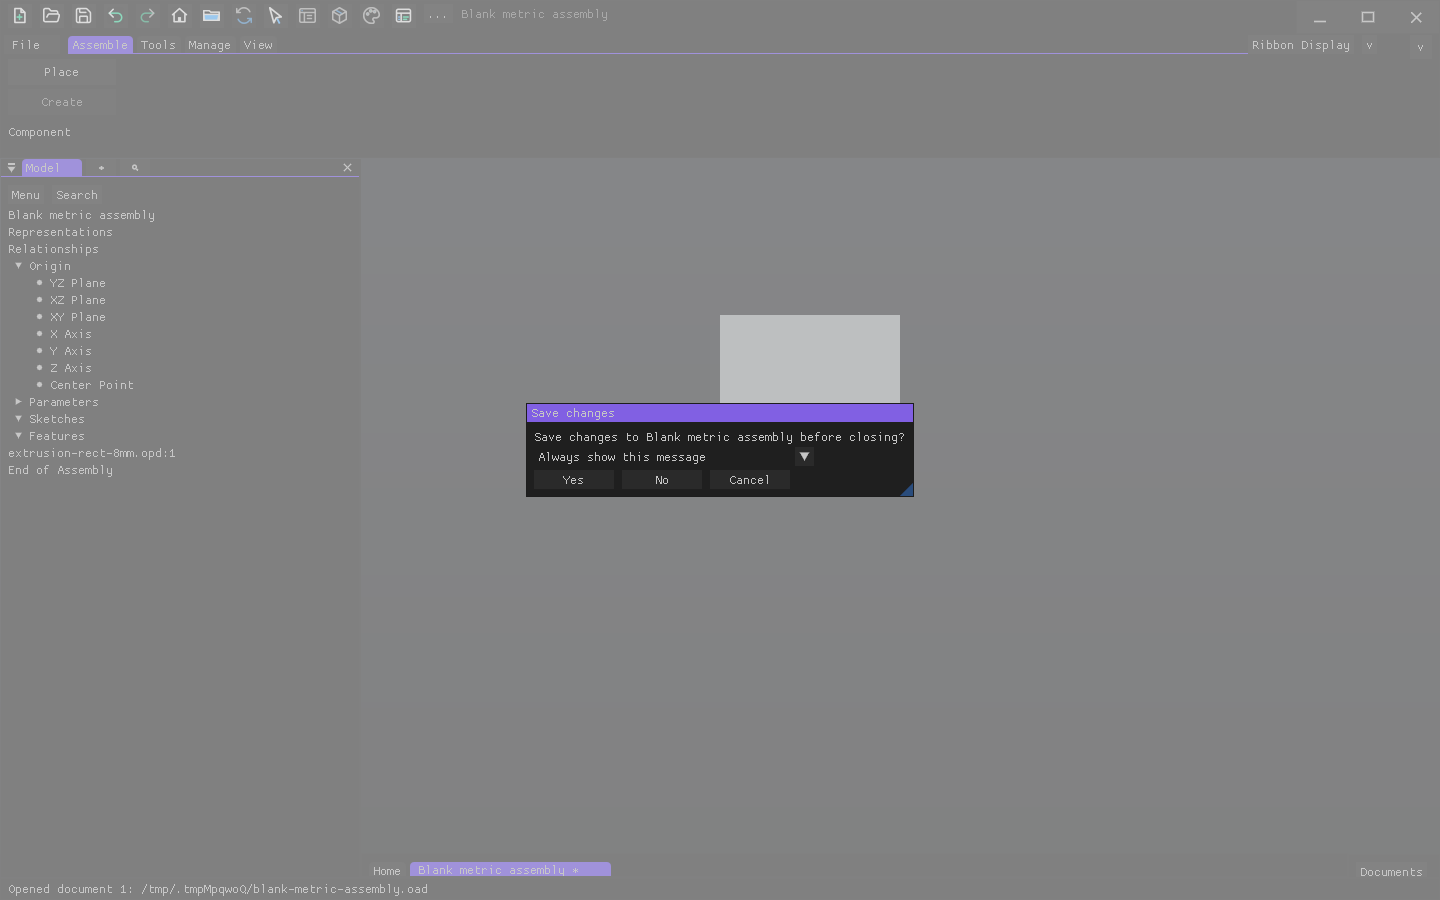 ... Blank metric assembly
File Assemble Tools Manage View Ribbon Display v v
Place
Create
Component
Model
Menu Search
Blank metric assembly
Representations
Relationships
Origin
YZ Plane
XZ Plane
XY Plane
X Axis
Y Axis
Z Axis
Center Point
Parameters
Sketches
Features
extrusion-rect-8mm.opd:1
End of Assembly
Save changes
Save changes to Blank metric assembly before closing?
Always show this message
Yes No Cancel
Home Blank metric assembly + Documents
Opened document 1: /tmp/.tmpMpqwoQ/blank-metric-assembly.oad